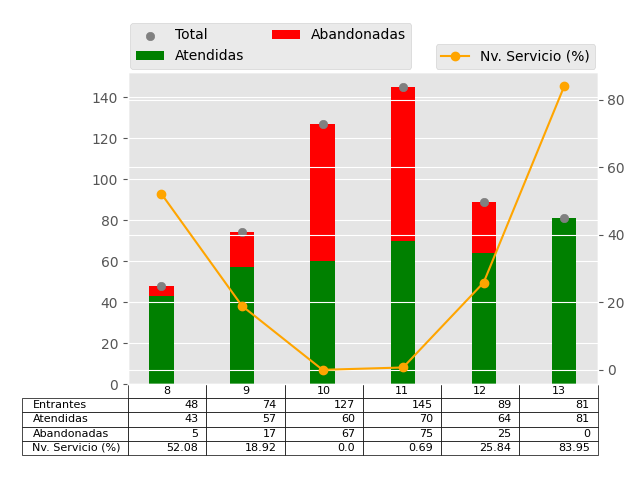 Total Abandonadas
Atendidas
Nv. Servicio (%)
140
120
100
80
60
40
20
0
80
60
40
20
0
8 9 10 11 12 13
Entrantes 48 74 127 145 89 81
Atendidas 43 57 60 70 64 81
Abandonadas 5 17 67 75 25 0
Nv. Servicio (%) 52.08 18.92 0.0 0.69 25.84 83.95